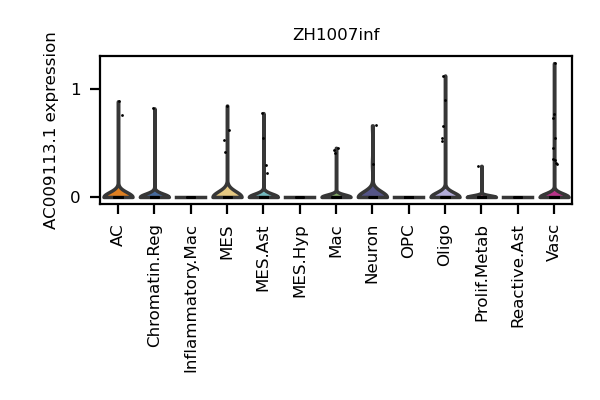 ZH1007inf
AC009113.1 expression
1
0
AC
Chromatin.Reg
Inflammatory.Mac
MES
MES.Ast
MES.Hyp
Mac
Neuron
OPC
Oligo
Prolif.Metab
Reactive.Ast
Vasc